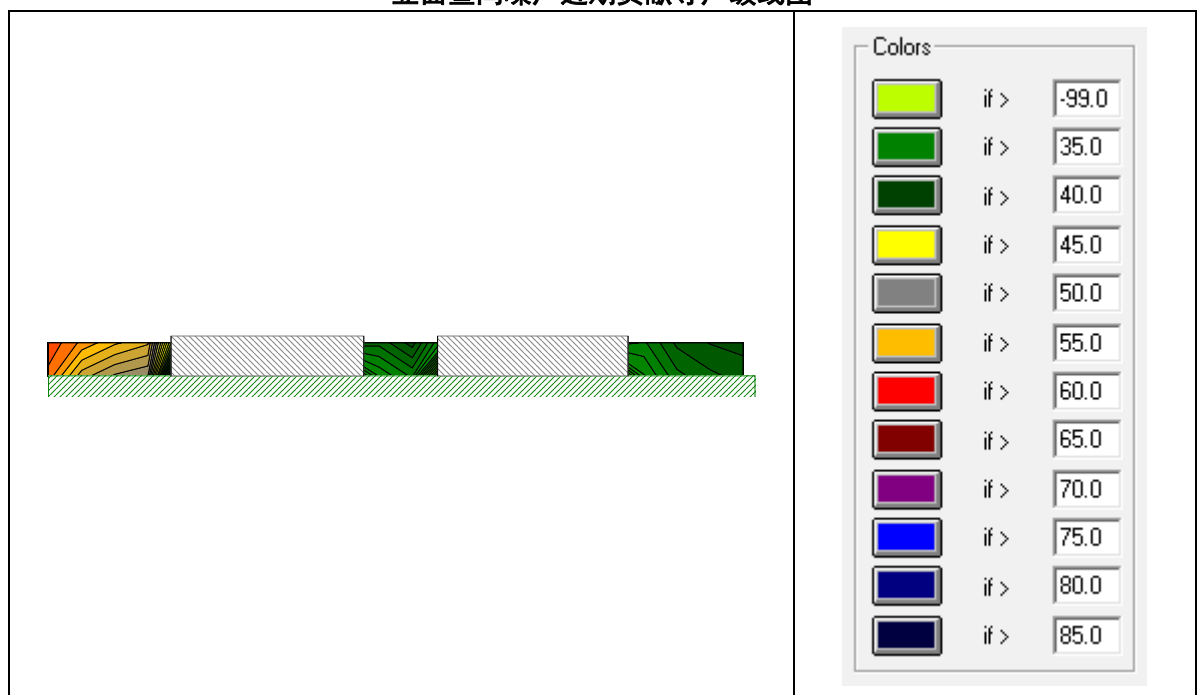 Colors
if > -99.0
if > 35.0
if > 40.0
if > 45.0
if > 50.0
if > 55.0
if > 60.0
if > 65.0
if > 70.0
if > 75.0
if > 80.0
if > 85.0